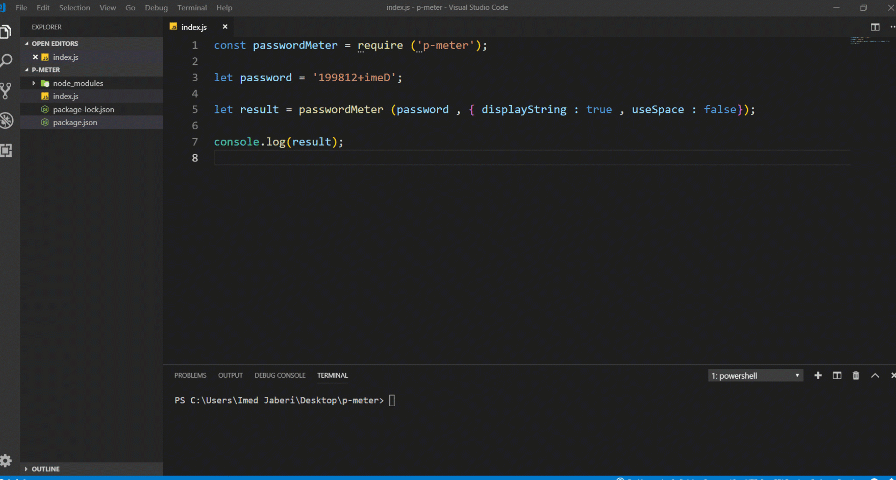 File Edit Selection View Go Debug Terminal Help index.js - p-meter - Visual Studio Code
EXPLORER
OPEN EDITORS
index.js
P-METER
node_modules
index.js
package-lock.json
package.json
OUTLINE
index.js
1 const passwordMeter = require ('p-meter');
2
3 let password = '199812+imeD';
4
5 let result = passwordMeter (password , { displayString : true , useSpace : false});
6
7 console.log(result);
8
PROBLEMS OUTPUT DEBUG CONSOLE TERMINAL 1: powershell
PS C:\Users\Imed Jaberi\Desktop\p-meter>